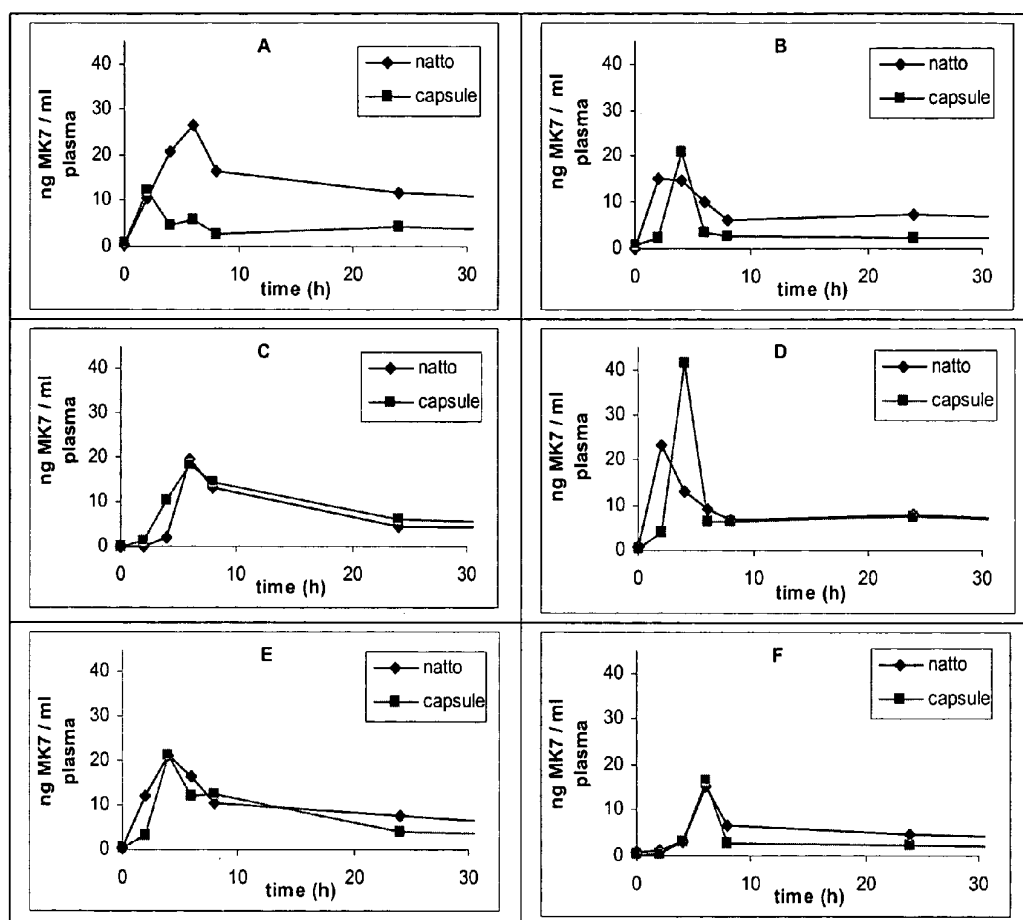 A
ng MK7 / ml
plasma
40
30
20
10
0
0 10 20 30
time (h)
natto
capsule
B
ng MK7 / ml
plasma
40
30
20
10
0
0 10 20 30
time (h)
natto
capsule
C
ng MK7 / ml
plasma
40
30
20
10
0
0 10 20 30
time (h)
natto
capsule
D
ng MK7 / ml
plasma
40
30
20
10
0
0 10 20 30
time (h)
natto
capsule
E
ng MK7 / ml
plasma
40
30
20
10
0
0 10 20 30
time (h)
natto
capsule
F
ng MK7 / ml
plasma
40
30
20
10
0
0 10 20 30
time (h)
natto
capsule